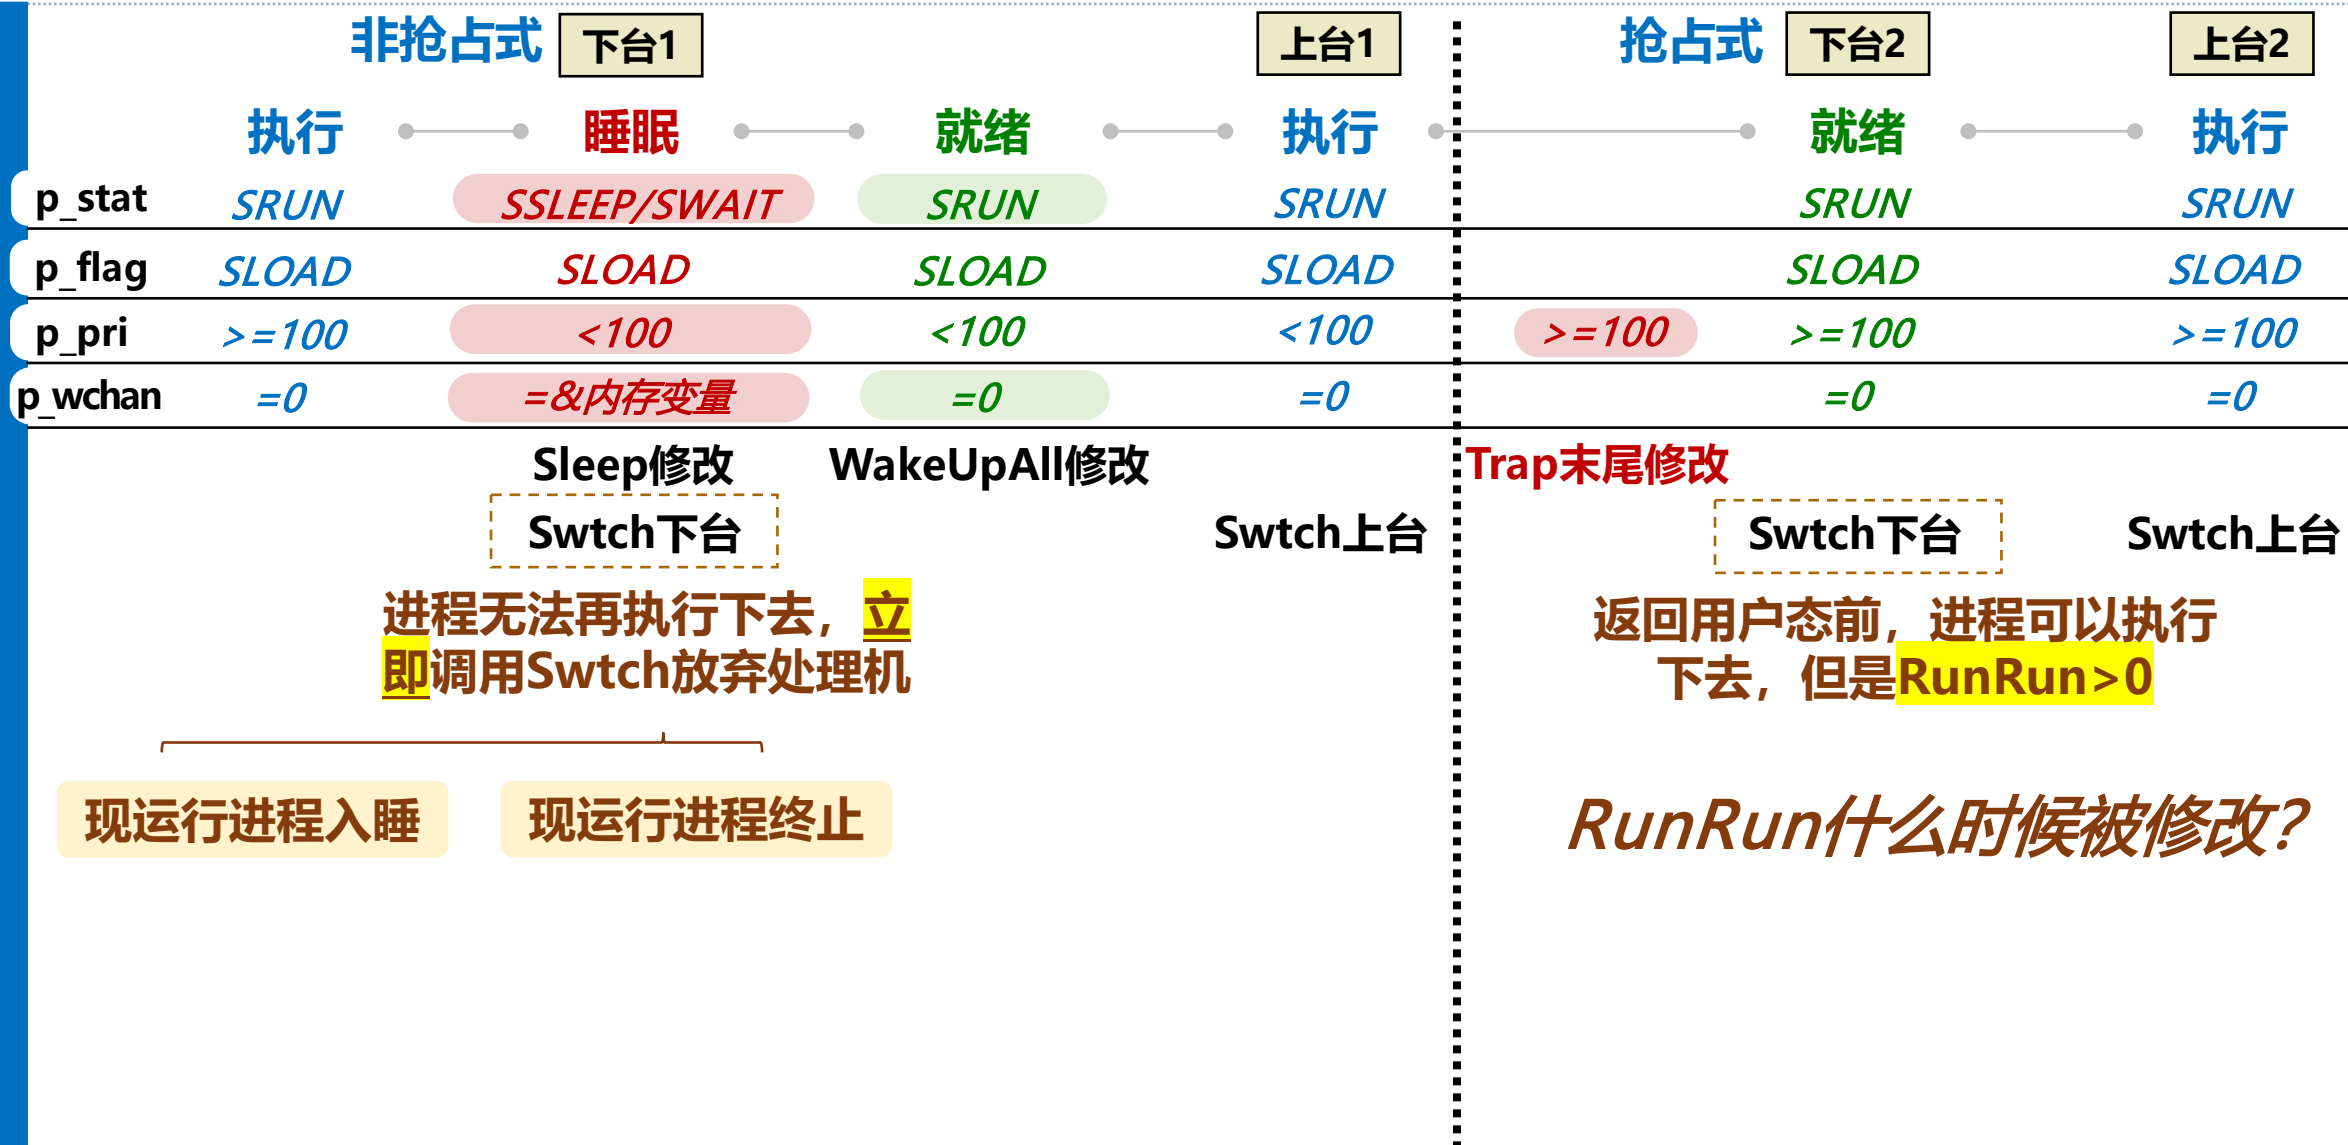 非抢占式 下台1 上台1 抢占式 下台2 上台2
执行 睡眠 就绪 执行 就绪 执行
p_stat SRUN SSLEEP/SWAIT SRUN SRUN SRUN SRUN
p_flag SLOAD SLOAD SLOAD SLOAD SLOAD SLOAD
p_pri >=100 <100 <100 <100 >=100 >=100 >=100
p_wchan =0 =&内存变量 =0 =0 =0 =0
Sleep修改 WakeUpAll修改 Trap末尾修改
Swtch下台 Swtch上台 Swtch下台 Swtch上台
进程无法再执行下去，立
即调用Swtch放弃处理机
返回用户态前，进程可以执行
下去，但是RunRun>0
现运行进程入睡 现运行进程终止
RunRun什么时候被修改？